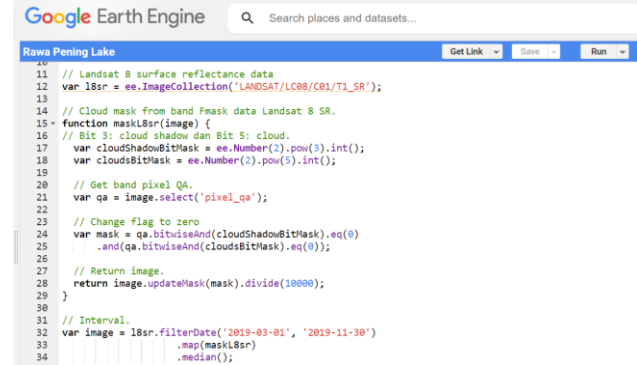 Google Earth Engine
Search places and datasets...
Rawa Pening Lake
Get Link
Save
Run
10
11 // Landsat 8 surface reflectance data
12 var l8sr = ee.ImageCollection('LANDSAT/LC08/C01/T1_SR');
13
14 // Cloud mask from band Fmask data Landsat 8 SR.
15 function maskL8sr(image) {
16 // Bit 3: cloud shadow dan Bit 5: cloud.
17 var cloudShadowBitMask = ee.Number(2).pow(3).int();
18 var cloudsBitMask = ee.Number(2).pow(5).int();
19
20 // Get band pixel QA.
21 var qa = image.select('pixel_qa');
22
23 // Change flag to zero
24 var mask = qa.bitwiseAnd(cloudShadowBitMask).eq(0)
25 .and(qa.bitwiseAnd(cloudsBitMask).eq(0));
26
27 // Return image.
28 return image.updateMask(mask).divide(10000);
29 }
30
31 // Interval.
32 var image = l8sr.filterDate('2019-03-01', '2019-11-30')
33 .map(maskL8sr)
34 .median();